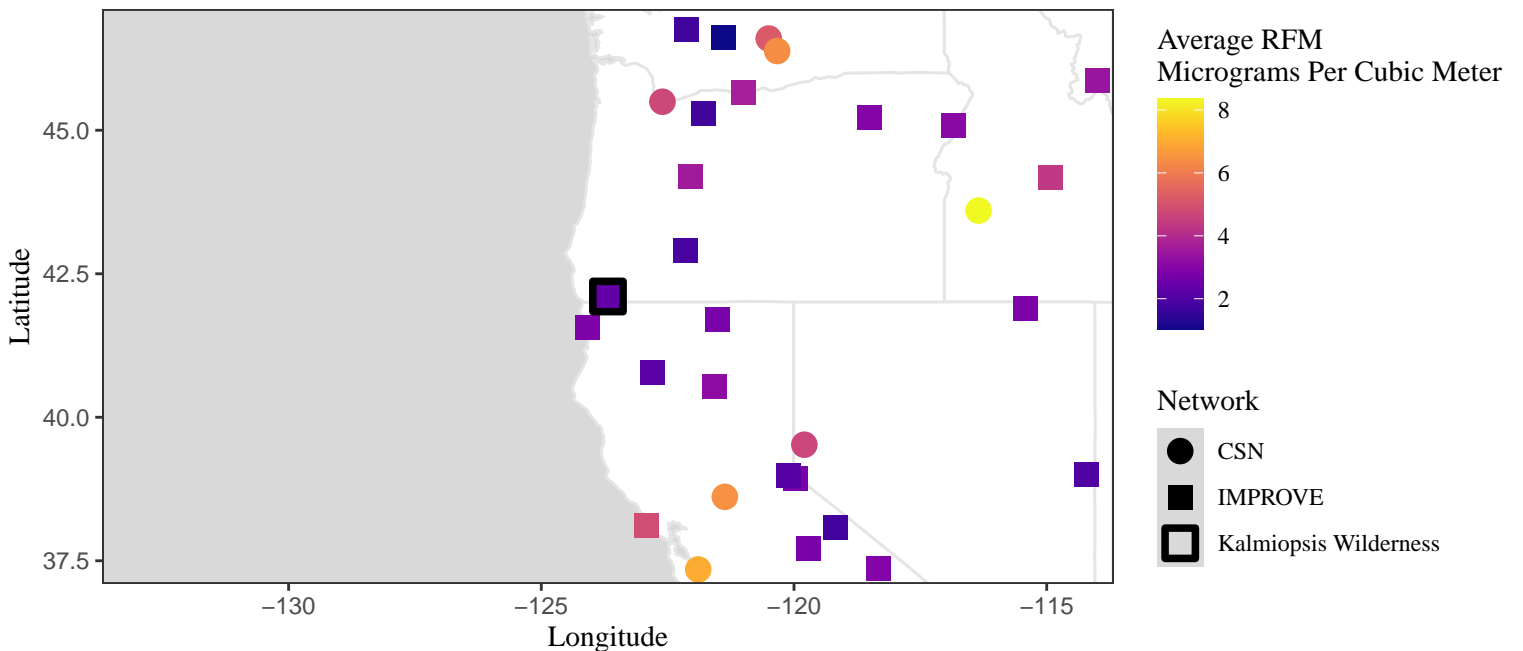 45.0
42.5
40.0
37.5
Latitude
−130
−125
−120
−115
Longitude
Average RFM
Micrograms Per Cubic Meter
8
6
4
2
Network
CSN
IMPROVE
Kalmiopsis Wilderness